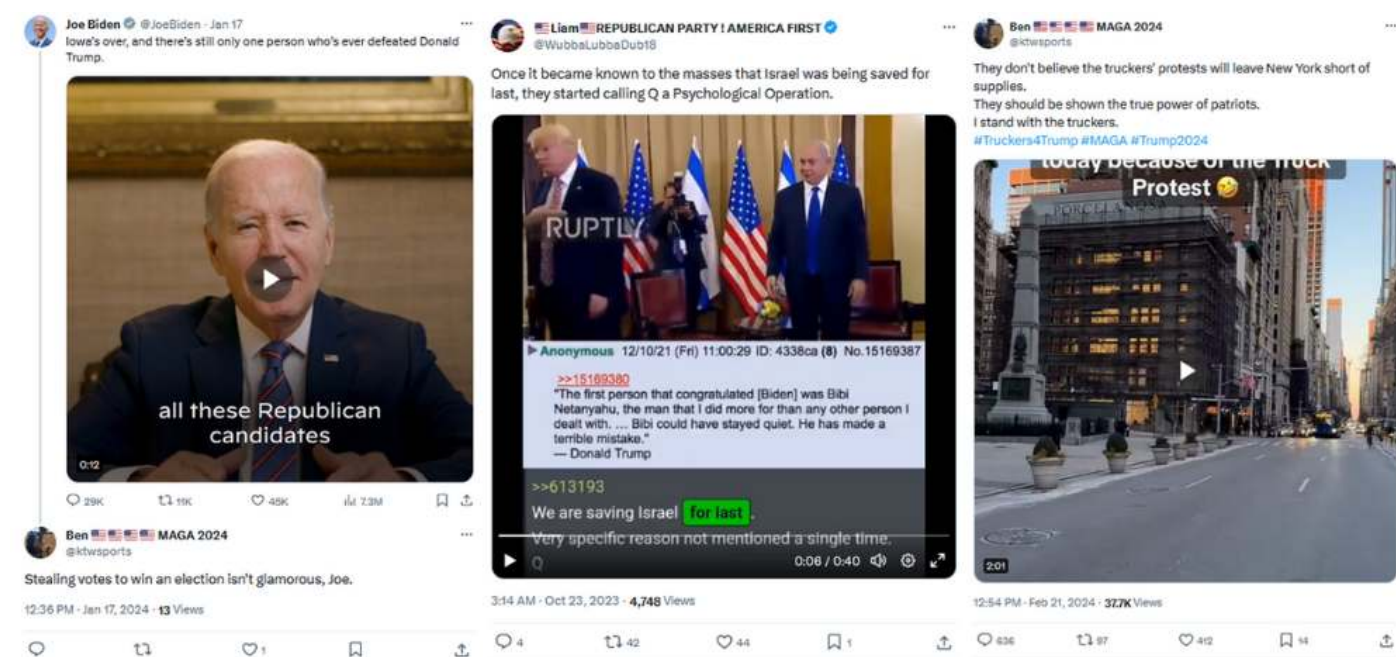 Joe Biden @JoeBiden · Jan 17
Iowa's over, and there's still only one person who's ever defeated Donald
Trump.
all these Republican
candidates
0:12
29K 11K 45K 7.3M
Ben MAGA 2024
@ktwsports
Stealing votes to win an election isn't glamorous, Joe.
12:36 PM · Jan 17, 2024 · 13 Views
1
Liam REPUBLICAN PARTY ! AMERICA FIRST
@WubbaLubbaDub18
Once it became known to the masses that Israel was being saved for
last, they started calling Q a Psychological Operation.
RUPTLY
Anonymous 12/10/21 (Fri) 11:00:29 ID: 4338ca (8) No.15169387
>>15169380
"The first person that congratulated [Biden] was Bibi
Netanyahu, the man that I did more for than any other person I
dealt with. ... Bibi could have stayed quiet. He has made a
terrible mistake."
— Donald Trump
>>613193
We are saving Israel for last.
Very specific reason not mentioned a single time.
Q
0:06 / 0:40
3:14 AM · Oct 23, 2023 · 4,748 Views
4 42 44 1
Ben MAGA 2024
@ktwsports
They don't believe the truckers' protests will leave New York short of
supplies.
They should be shown the true power of patriots.
I stand with the truckers.
#Truckers4Trump #MAGA #Trump2024
today because of the Truck
Protest
PORCELANOSA
2:01
12:54 PM · Feb 21, 2024 · 37.7K Views
636 97 412 14